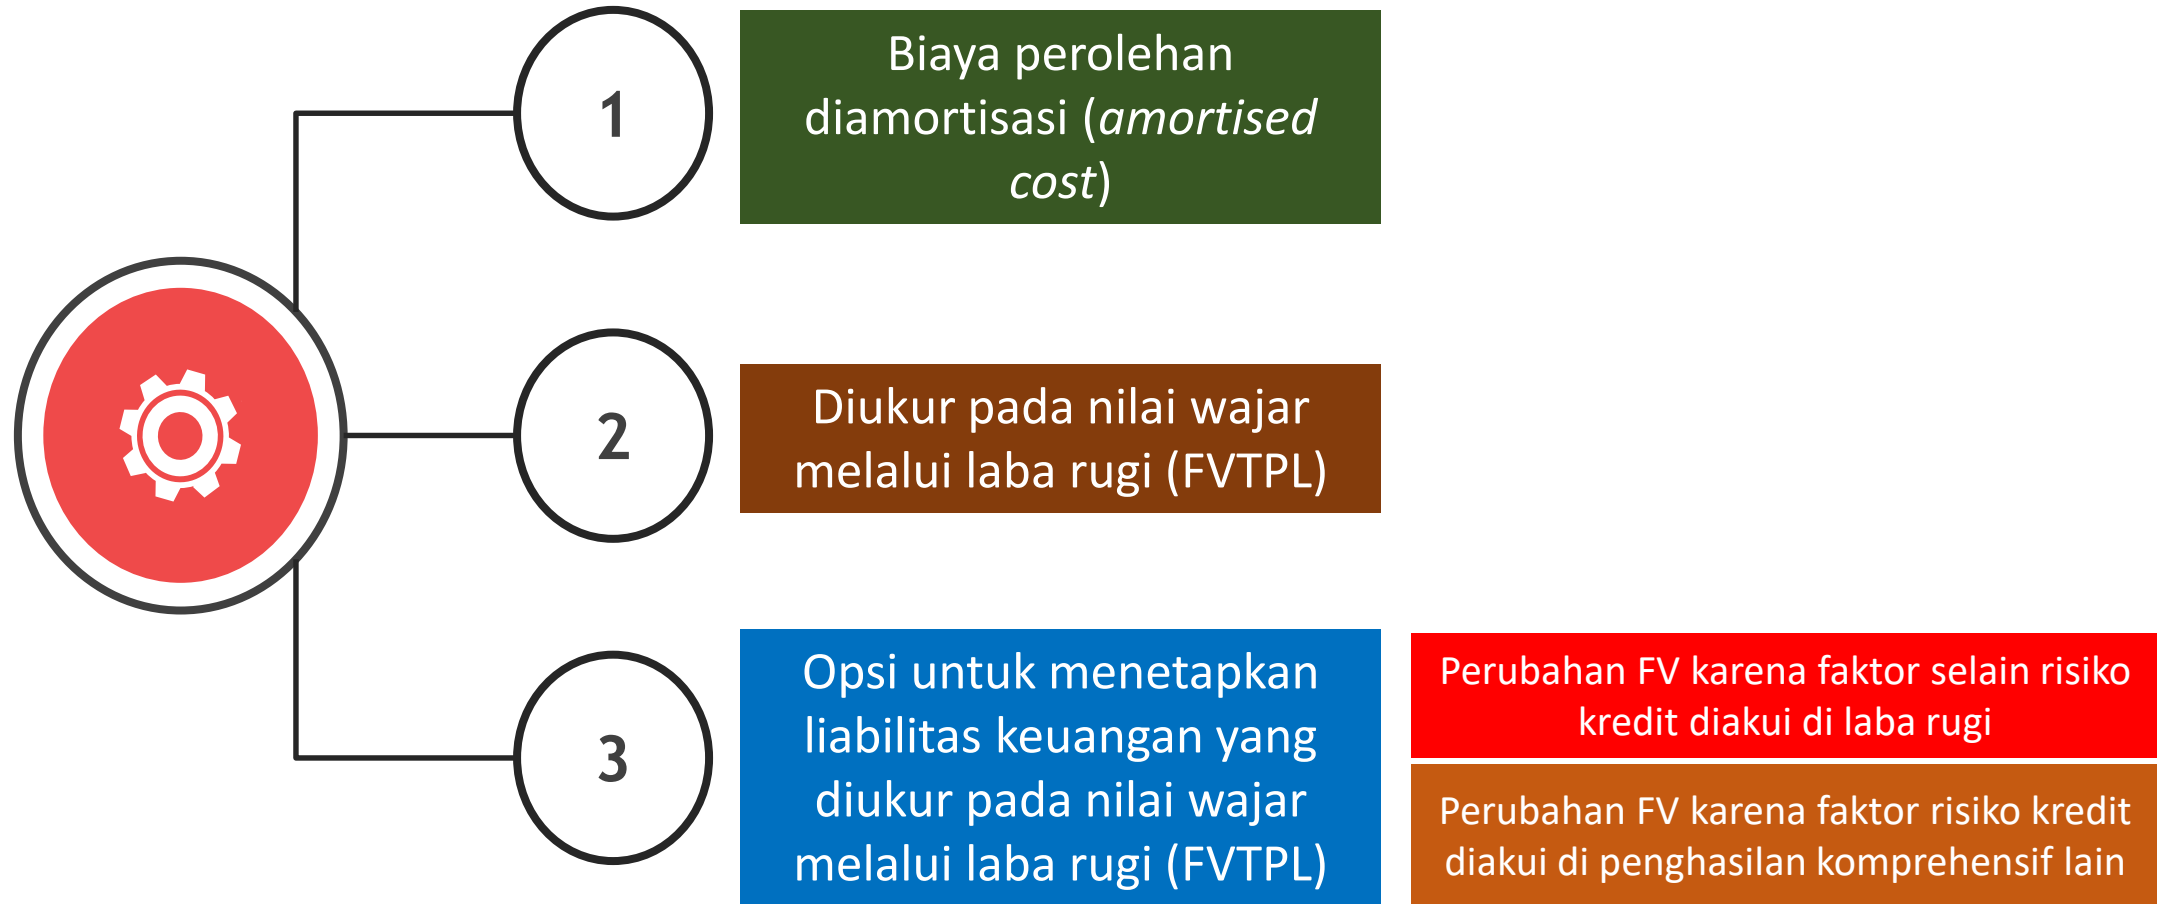 1
Biaya perolehan
diamortisasi (amortised
cost)
2
Diukur pada nilai wajar
melalui laba rugi (FVTPL)
3
Opsi untuk menetapkan
liabilitas keuangan yang
diukur pada nilai wajar
melalui laba rugi (FVTPL)
Perubahan FV karena faktor selain risiko
kredit diakui di laba rugi
Perubahan FV karena faktor risiko kredit
diakui di penghasilan komprehensif lain